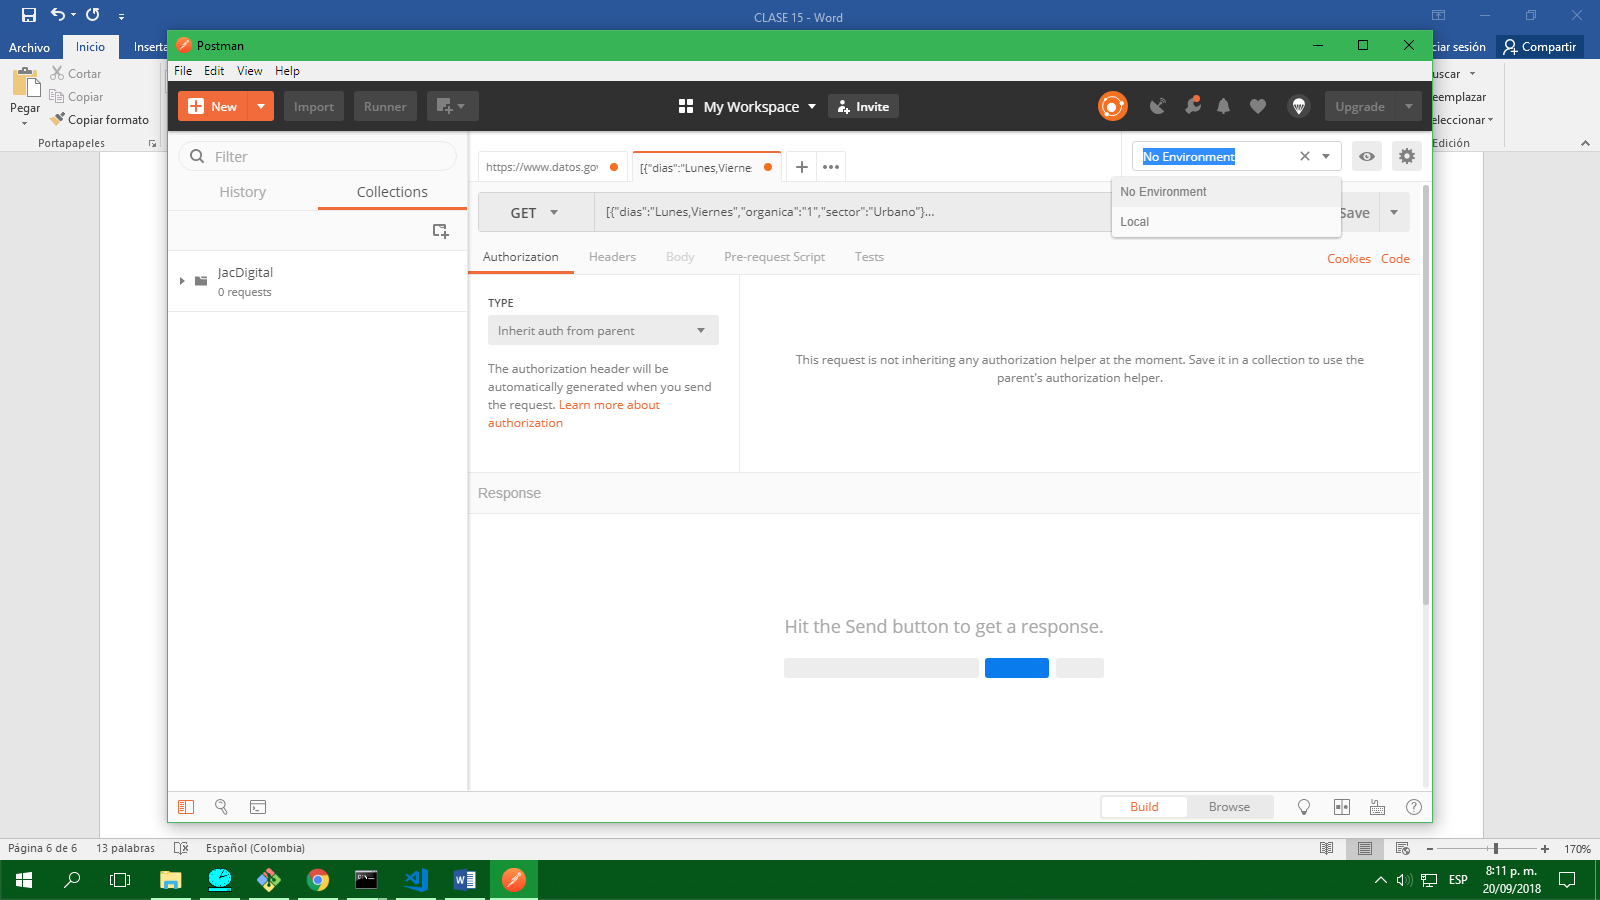 CLASE 15 - Word
Archivo
Inicio
Inserta
ciar sesión
Compartir
Pegar
Cortar
Copiar
Copiar formato
Portapapeles
uscar
eemplazar
eleccionar
Edición
Postman
File
Edit
View
Help
New
Import
Runner
My Workspace
Invite
Upgrade
Filter
History
Collections
JacDigital
0 requests
https://www.datos.gov
[{"dias":"Lunes,Vierne:
No Environment
No Environment
Local
GET
[{"dias":"Lunes,Viernes","organica":"1","sector":"Urbano"}...
Save
Authorization
Headers
Body
Pre-request Script
Tests
Cookies
Code
TYPE
Inherit auth from parent
The authorization header will be
automatically generated when you send
the request. Learn more about
authorization
This request is not inheriting any authorization helper at the moment. Save it in a collection to use the
parent's authorization helper.
Response
Hit the Send button to get a response.
Build
Browse
Página 6 de 6
13 palabras
Español (Colombia)
170%
ESP
8:11 p. m.
20/09/2018